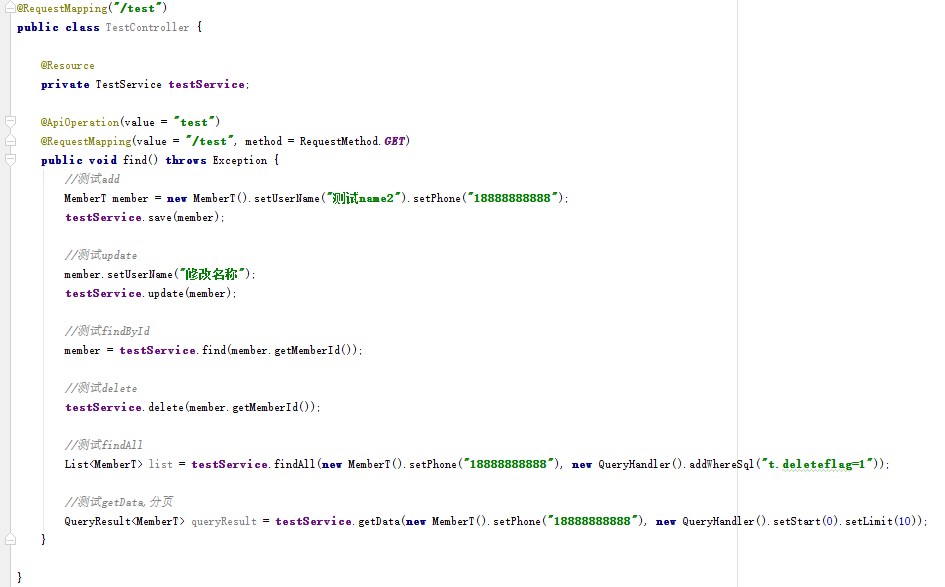 @RequestMapping("/test")
public class TestController {
@Resource
private TestService testService;
@ApiOperation(value = "test")
@RequestMapping(value = "/test", method = RequestMethod.GET)
public void find() throws Exception {
//测试add
MemberT member = new MemberT().setUserName("测试name2").setPhone("18888888888");
testService.save(member);
//测试update
member.setUserName("修改名称");
testService.update(member);
//测试findById
member = testService.find(member.getMemberId());
//测试delete
testService.delete(member.getMemberId());
//测试findAll
List<MemberT> list = testService.findAll(new MemberT().setPhone("18888888888"), new QueryHandler().addWhereSql("t.deleteflag=1"));
//测试getData,分页
QueryResult<MemberT> queryResult = testService.getData(new MemberT().setPhone("18888888888"), new QueryHandler().setStart(0).setLimit(10));
}
}